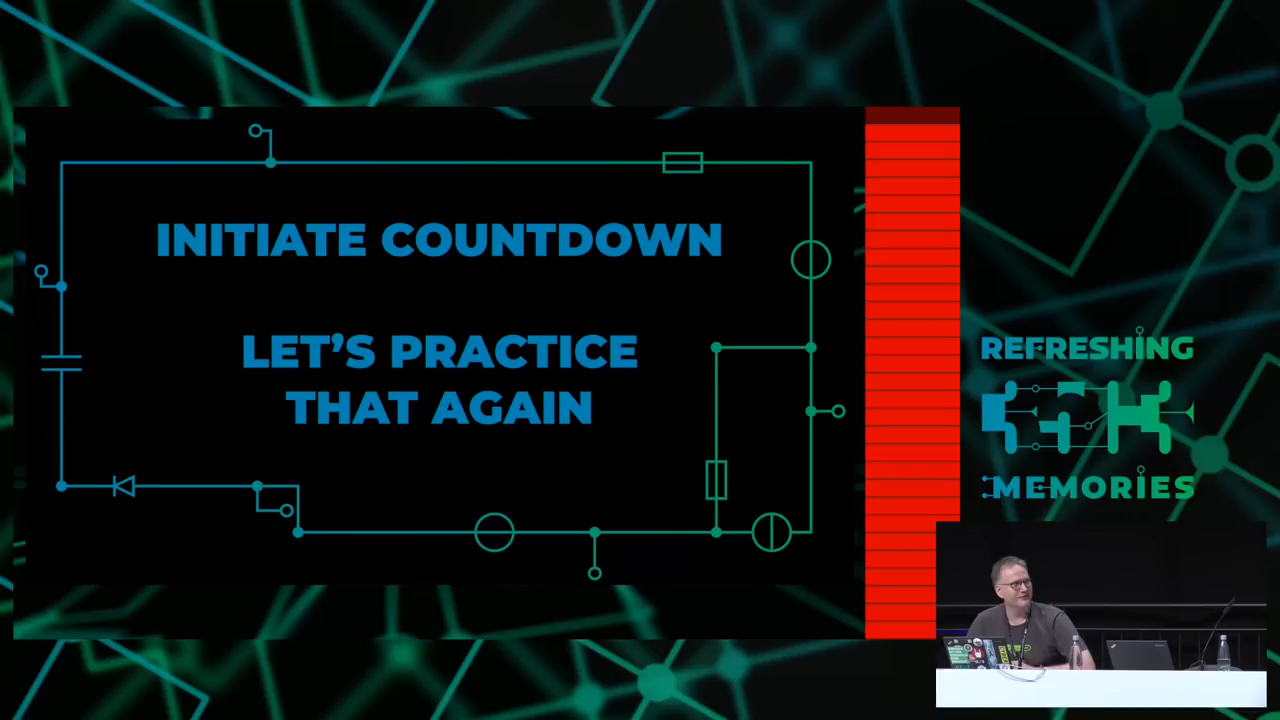 INITIATE COUNTDOWN
LET'S PRACTICE
THAT AGAIN
REFRESHING
MEMORIES